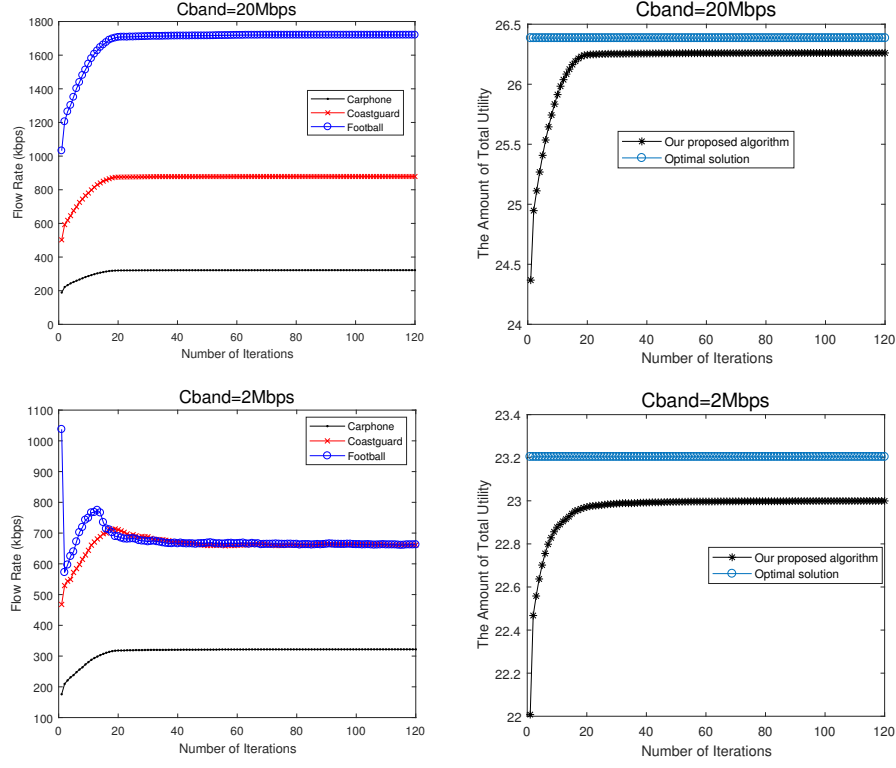 Cband=20Mbps
1800
1600
1400
1200
1000
800
600
400
200
0
Flow Rate (kbps)
Carphone
Coastguard
Football
0 20 40 60 80 100 120
Number of Iterations
Cband=20Mbps
26.5
26
25.5
25
24.5
24
The Amount of Total Utility
Our proposed algorithm
Optimal solution
0 20 40 60 80 100 120
Number of Iterations
Cband=2Mbps
1100
1000
900
800
700
600
500
400
300
200
100
Flow Rate (kbps)
Carphone
Coastguard
Football
0 20 40 60 80 100 120
Number of Iterations
Cband=2Mbps
23.4
23.2
23
22.8
22.6
22.4
22.2
22
The Amount of Total Utility
Our proposed algorithm
Optimal solution
0 20 40 60 80 100 120
Number of Iterations